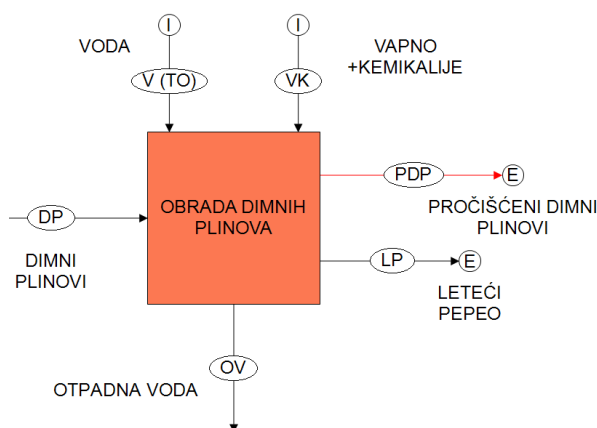 I
I
VODA
VAPNO
+KEMIKALIJE
V (TO)
VK
PDP
E
DP
OBRADA DIMNIH
PLINOVA
PROČIŠĆENI DIMNI
PLINOVI
DIMNI
PLINOVI
LP
E
LETEĆI
PEPEO
OV
OTPADNA VODA